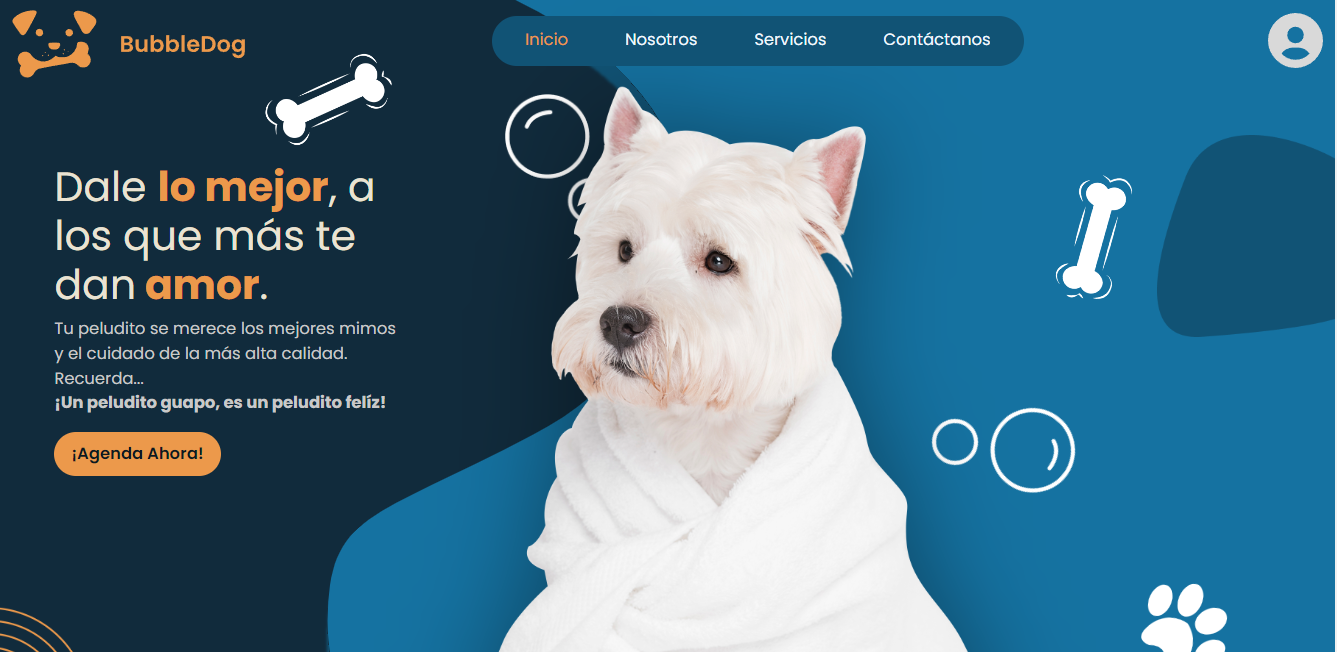 BubbleDog
Inicio Nosotros Servicios Contáctanos
Dale lo mejor, a
los que más te
dan amor.
Tu peludito se merece los mejores mimos
y el cuidado de la más alta calidad.
Recuerda...
¡Un peludito guapo, es un peludito felíz!
¡Agenda Ahora!